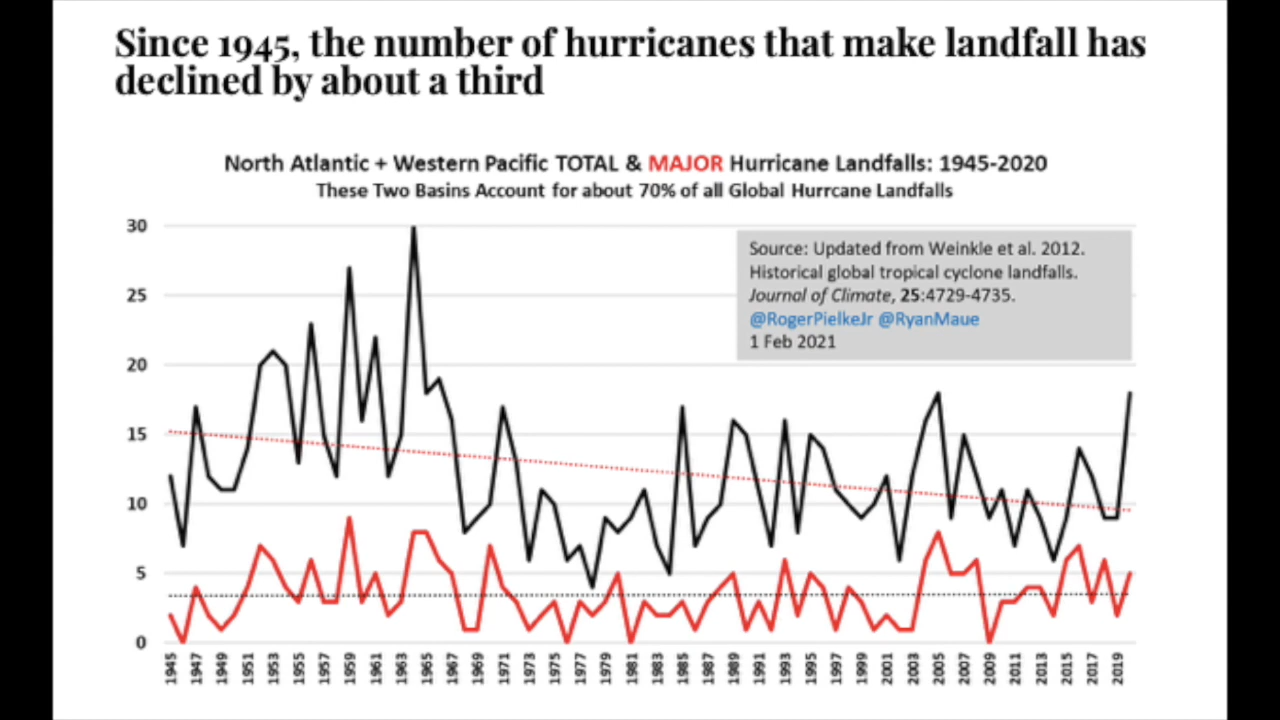 Since 1945, the number of hurricanes that make landfall has
declined by about a third
North Atlantic + Western Pacific TOTAL & MAJOR Hurricane Landfalls: 1945-2020
These Two Basins Account for about 70% of all Global Hurrcane Landfalls
30
25
20
15
10
5
0
Source: Updated from Weinkle et al. 2012.
Historical global tropical cyclone landfalls.
Journal of Climate, 25:4729-4735.
@RogerPielkeJr @RyanMaue
1 Feb 2021
1945 1947 1949 1951 1953 1955 1957 1959 1961 1963 1965 1967 1969 1971 1973 1975 1977 1979 1981 1983 1985 1987 1989 1991 1993 1995 1997 1999 2001 2003 2005 2007 2009 2011 2013 2015 2017 2019